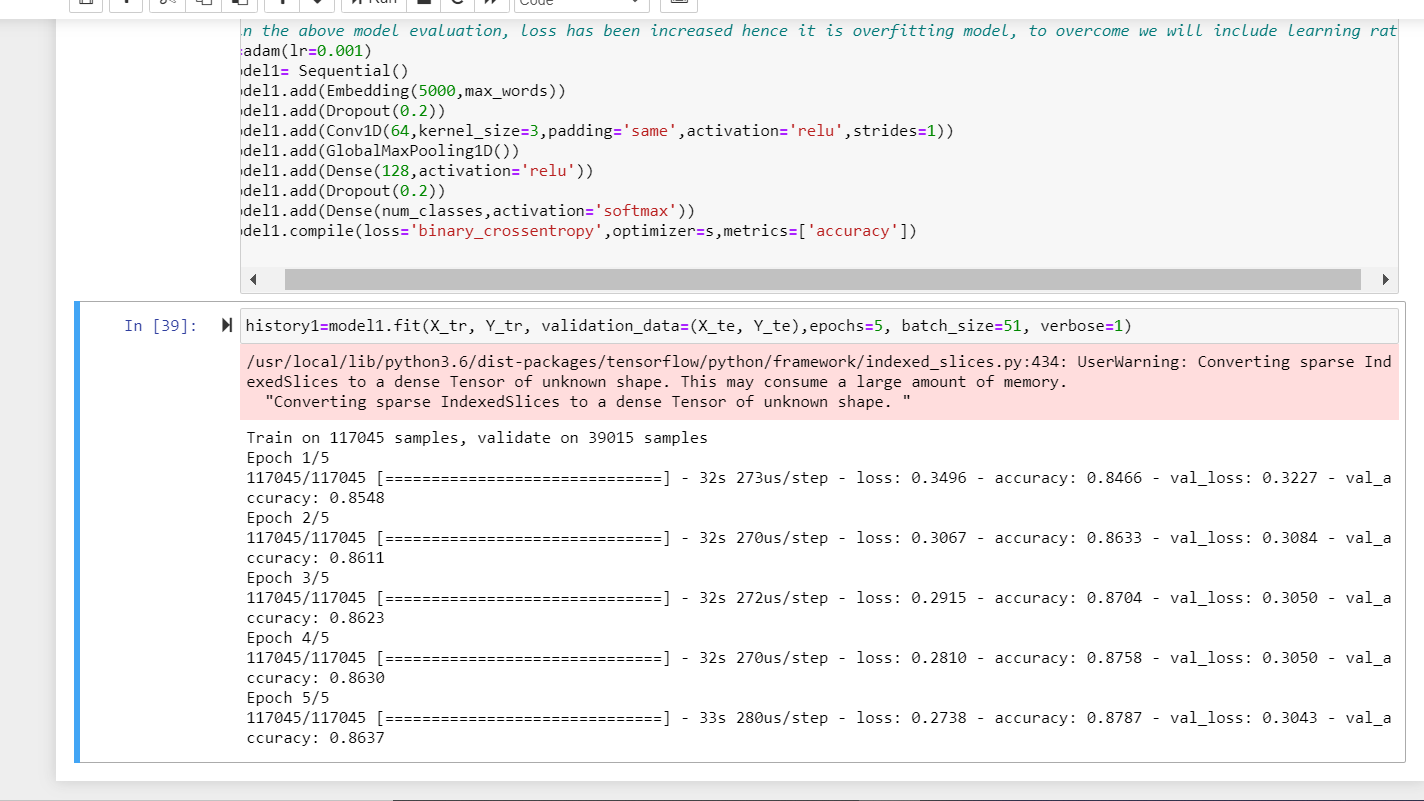 Run
Code
n the above model evaluation, loss has been increased hence it is overfitting model, to overcome we will include learning rat
adam(lr=0.001)
del1= Sequential()
del1.add(Embedding(5000,max_words))
del1.add(Dropout(0.2))
del1.add(Conv1D(64,kernel_size=3,padding='same',activation='relu',strides=1))
del1.add(GlobalMaxPooling1D())
del1.add(Dense(128,activation='relu'))
del1.add(Dropout(0.2))
del1.add(Dense(num_classes,activation='softmax'))
del1.compile(loss='binary_crossentropy',optimizer=s,metrics=['accuracy'])
In [39]: history1=model1.fit(X_tr, Y_tr, validation_data=(X_te, Y_te),epochs=5, batch_size=51, verbose=1)
/usr/local/lib/python3.6/dist-packages/tensorflow/python/framework/indexed_slices.py:434: UserWarning: Converting sparse Ind
exedSlices to a dense Tensor of unknown shape. This may consume a large amount of memory.
"Converting sparse IndexedSlices to a dense Tensor of unknown shape. "
Train on 117045 samples, validate on 39015 samples
Epoch 1/5
117045/117045 [==============================] - 32s 273us/step - loss: 0.3496 - accuracy: 0.8466 - val_loss: 0.3227 - val_a
ccuracy: 0.8548
Epoch 2/5
117045/117045 [==============================] - 32s 270us/step - loss: 0.3067 - accuracy: 0.8633 - val_loss: 0.3084 - val_a
ccuracy: 0.8611
Epoch 3/5
117045/117045 [==============================] - 32s 272us/step - loss: 0.2915 - accuracy: 0.8704 - val_loss: 0.3050 - val_a
ccuracy: 0.8623
Epoch 4/5
117045/117045 [==============================] - 32s 270us/step - loss: 0.2810 - accuracy: 0.8758 - val_loss: 0.3050 - val_a
ccuracy: 0.8630
Epoch 5/5
117045/117045 [==============================] - 33s 280us/step - loss: 0.2738 - accuracy: 0.8787 - val_loss: 0.3043 - val_a
ccuracy: 0.8637